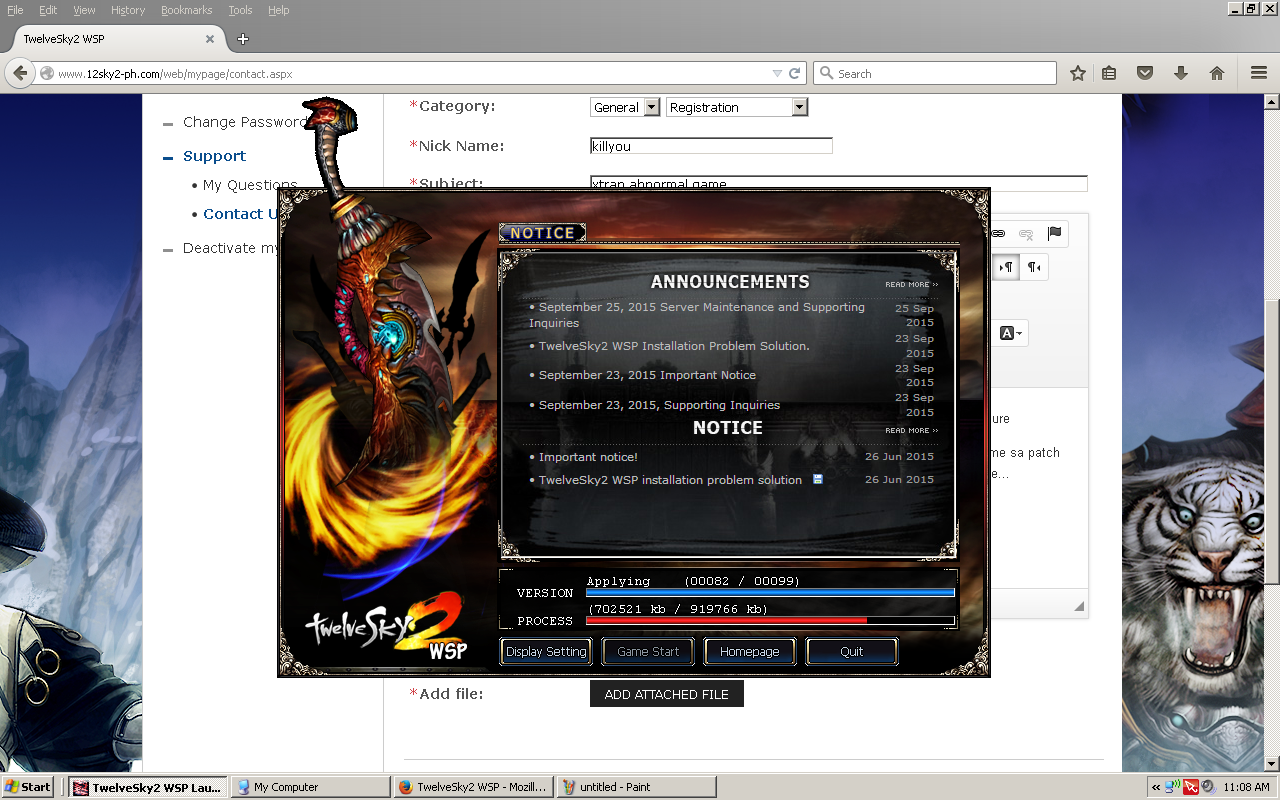 File Edit View History Bookmarks Tools Help
TwelveSky2 WSP
www.12sky2-ph.com/web/mypage/contact.aspx
Search
Change Password
Support
• My Questions
• Contact U
Deactivate my
*Category:
General
Registration
*Nick Name:
killyou
*Subject:
xtrap abnormal game
NOTICE
ANNOUNCEMENTS
READ MORE >>
• September 25, 2015 Server Maintenance and Supporting
Inquiries
25 Sep
2015
• TwelveSky2 WSP Installation Problem Solution.
23 Sep
2015
• September 23, 2015 Important Notice
23 Sep
2015
• September 23, 2015, Supporting Inquiries
23 Sep
2015
NOTICE
READ MORE >>
• Important notice!
26 Jun 2015
• TwelveSky2 WSP installation problem solution
26 Jun 2015
VERSION
Applying (00082 / 00099)
PROCESS
(702521 kb / 919766 kb)
Display Setting
Game Start
Homepage
Quit
TwelveSky2
WSP
A
ure
me sa patch
e...
*Add file:
ADD ATTACHED FILE
Start
TwelveSky2 WSP Lau...
My Computer
TwelveSky2 WSP - Mozill...
untitled - Paint
11:08 AM